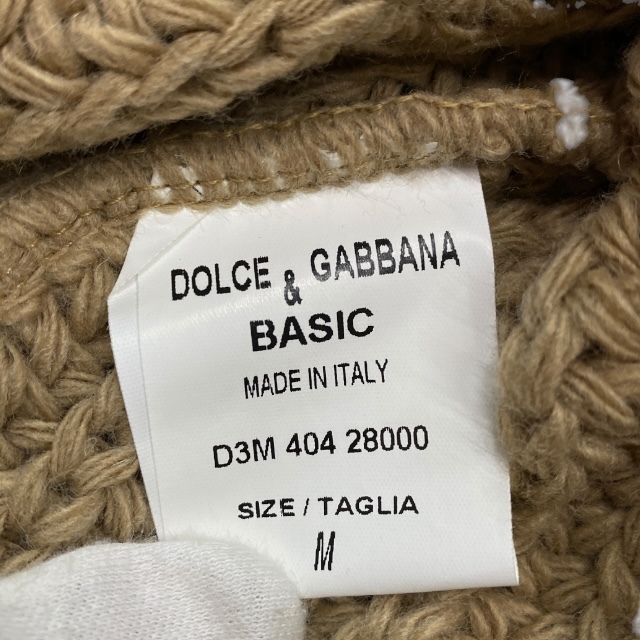 DOLCE & GABBANA
BASIC
MADE IN ITALY
D3M 404 28000
SIZE / TAGLIA
M